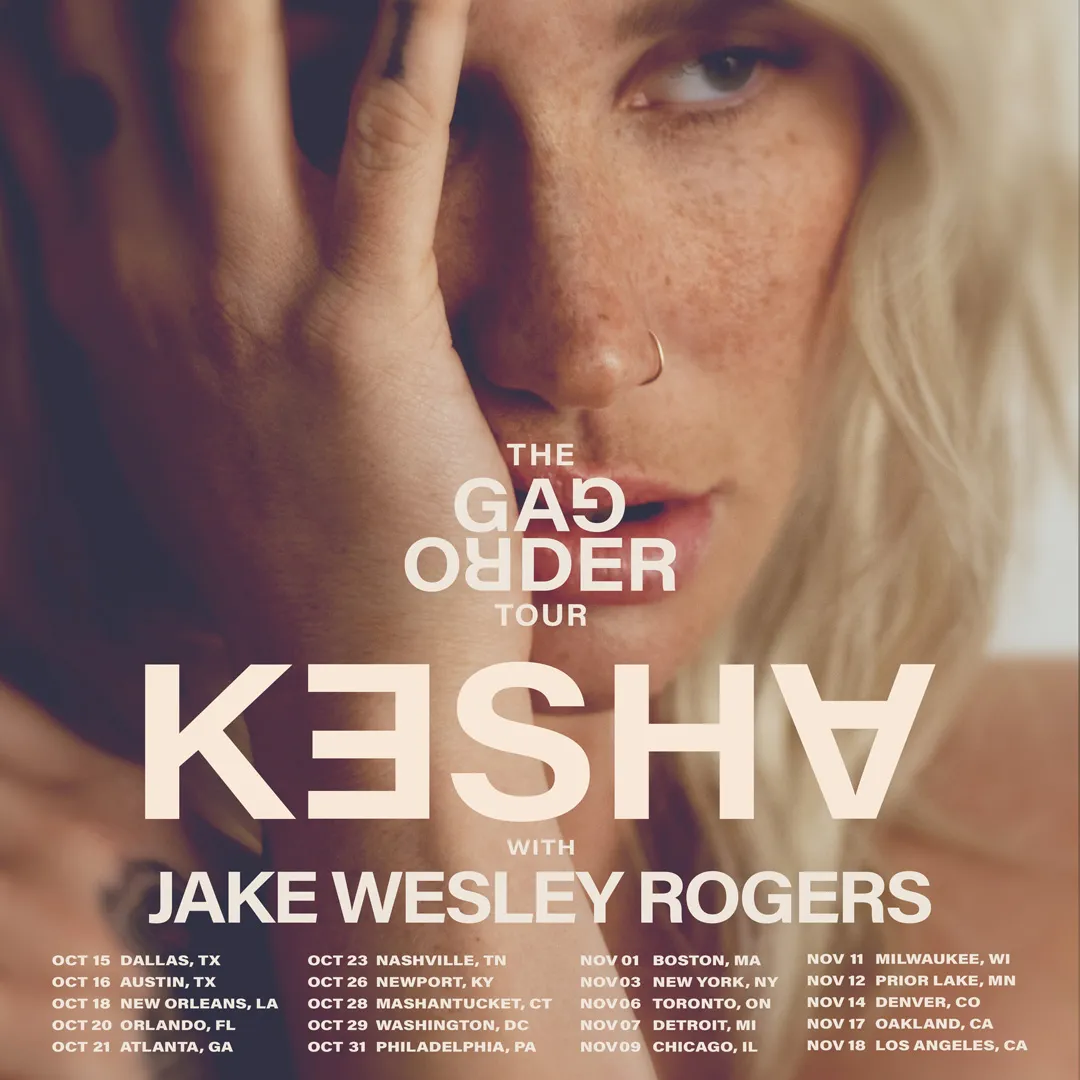 THE
GAG
ORDER
TOUR
KESHA
WITH
JAKE WESLEY ROGERS
OCT 15 DALLAS, TX
OCT 16 AUSTIN, TX
OCT 18 NEW ORLEANS, LA
OCT 20 ORLANDO, FL
OCT 21 ATLANTA, GA
OCT 23 NASHVILLE, TN
OCT 26 NEWPORT, KY
OCT 28 MASHANTUCKET, CT
OCT 29 WASHINGTON, DC
OCT 31 PHILADELPHIA, PA
NOV 01 BOSTON, MA
NOV 03 NEW YORK, NY
NOV 06 TORONTO, ON
NOV 07 DETROIT, MI
NOV 09 CHICAGO, IL
NOV 11 MILWAUKEE, WI
NOV 12 PRIOR LAKE, MN
NOV 14 DENVER, CO
NOV 17 OAKLAND, CA
NOV 18 LOS ANGELES, CA